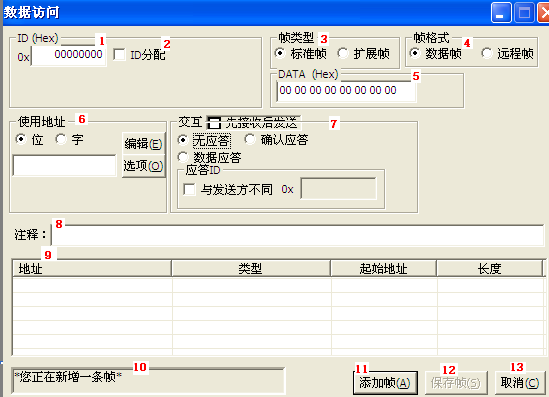 数据访问
ID (Hex) 1
2
0x 00000000 ID分配
帧类型 3
标准帧 扩展帧
帧格式 4
数据帧 远程帧
DATA (Hex) 5
00 00 00 00 00 00 00 00
使用地址 6
位 字
编辑(E)
选项(O)
交互 先接收后发送 7
无应答 确认应答
数据应答
应答ID
与发送方不同 0x
注释： 8
9
地址 类型 起始地址 长度
*您正在新增一条帧* 10
11 12 13
添加帧(A) 保存帧(S) 取消(C)